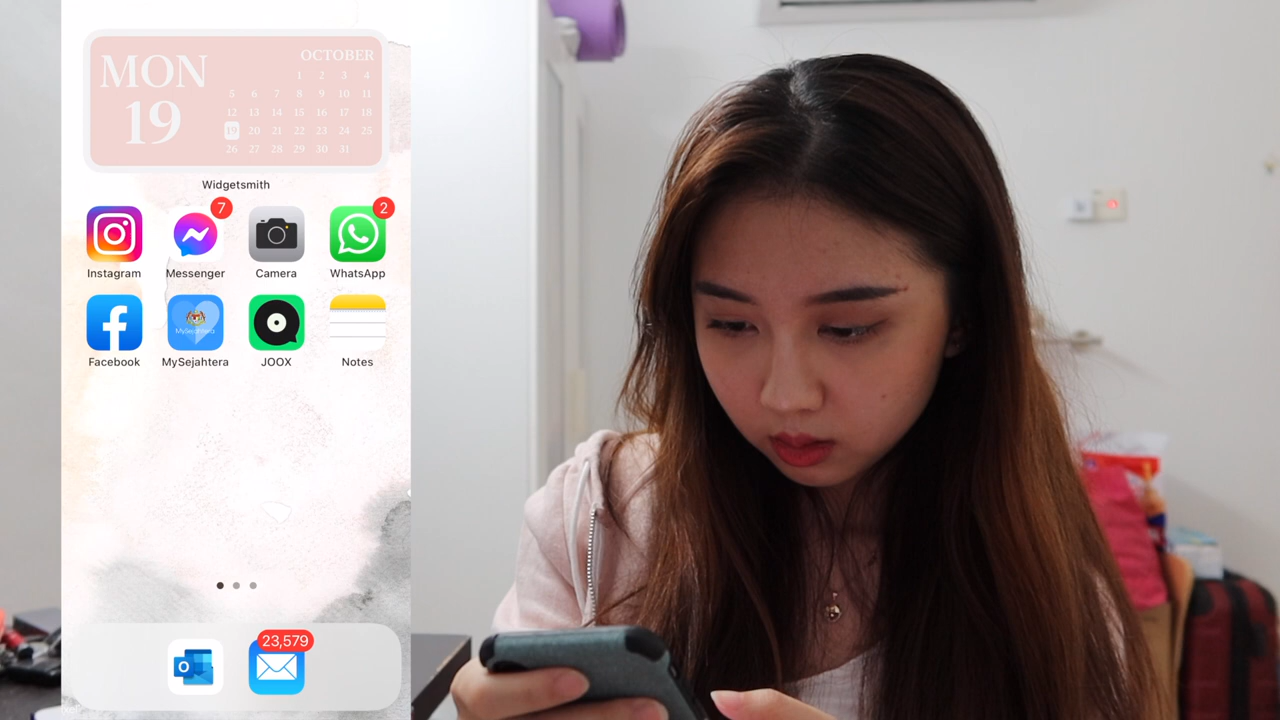 MON
19
OCTOBER
1 2 3 4
5 6 7 8 9 10 11
12 13 14 15 16 17 18
19 20 21 22 23 24 25
26 27 28 29 30 31
Widgetsmith
7
2
Instagram Messenger Camera WhatsApp
MySejahtera
Facebook MySejahtera JOOX Notes
23,579
O